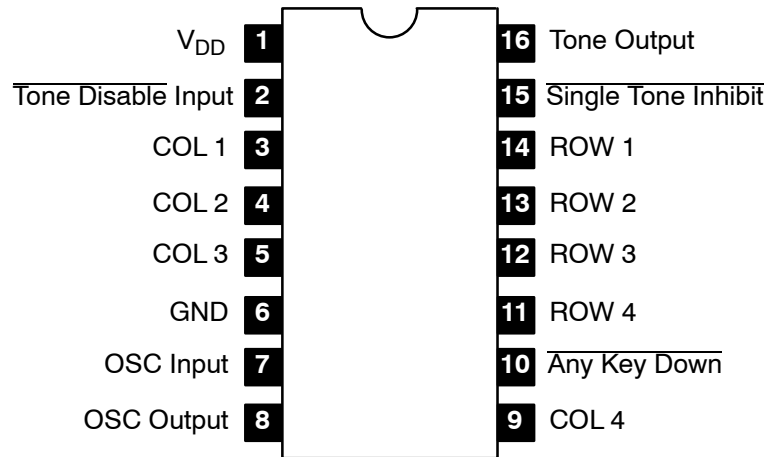 V_DD 1 16 Tone Output
Tone Disable Input 2 15 Single Tone Inhibit
COL 1 3 14 ROW 1
COL 2 4 13 ROW 2
COL 3 5 12 ROW 3
GND 6 11 ROW 4
OSC Input 7 10 Any Key Down
OSC Output 8 9 COL 4